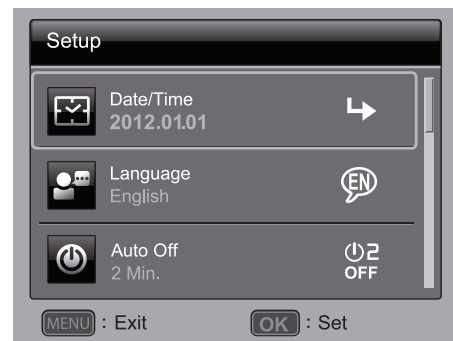 Setup
Date/Time
2012.01.01
Language
English
EN
Auto Off
2 Min.
2
OFF
MENU : Exit
OK : Set